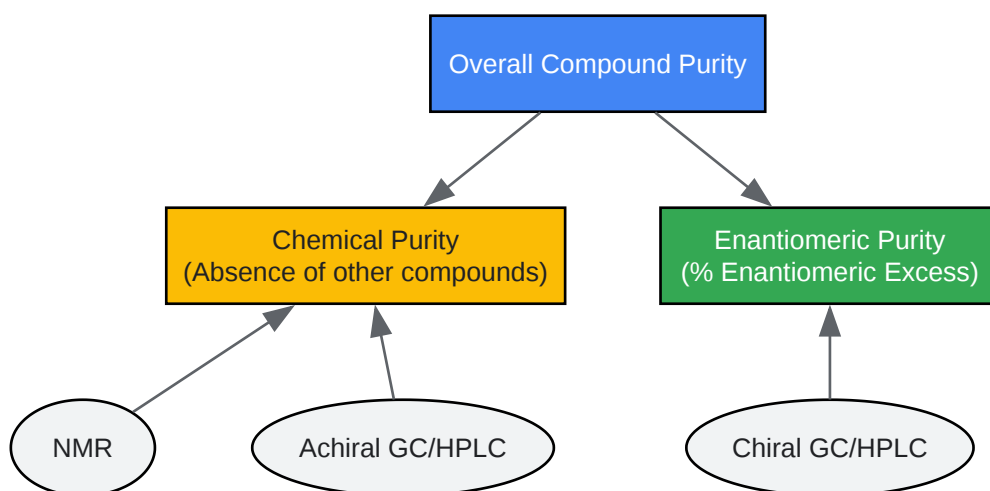 Overall Compound Purity
Chemical Purity
(Absence of other compounds)
Enantiomeric Purity
(% Enantiomeric Excess)
NMR
Achiral GC/HPLC
Chiral GC/HPLC